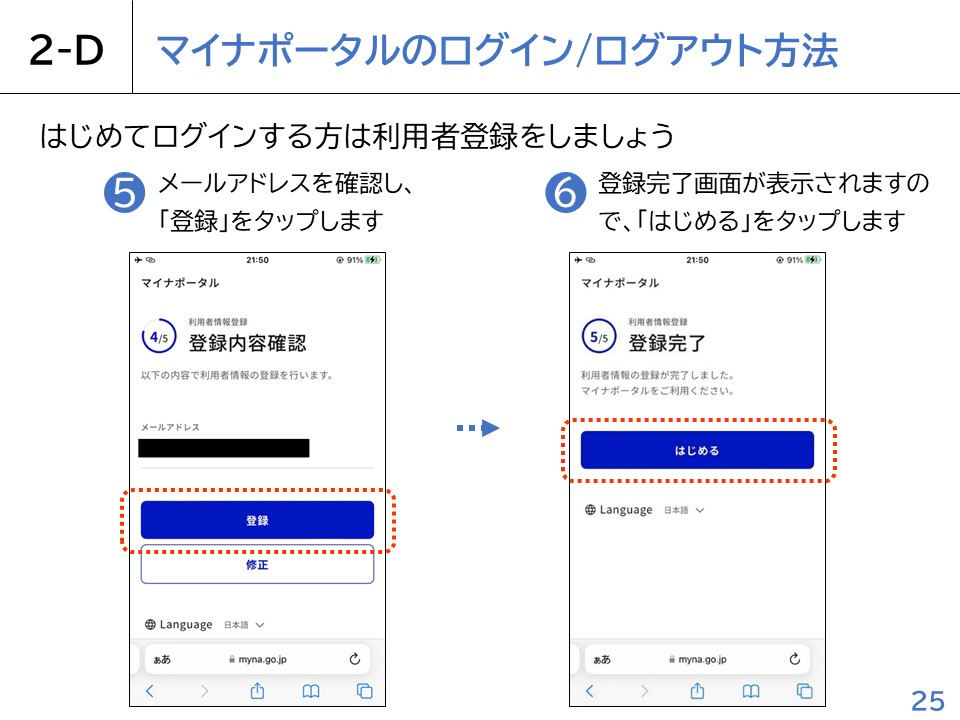 2-D
マイナポータルのログイン/ログアウト方法
はじめてログインする方は利用者登録をしましょう
5
メールアドレスを確認し、
「登録」をタップします
21:50
91%
マイナポータル
4/5
利用者情報登録
登録内容確認
以下の内容で利用者情報の登録を行います。
メールアドレス
登録
修正
Language 日本語
ぁあ
myna.go.jp
6
登録完了画面が表示されますの
で、「はじめる」をタップします
21:50
91%
マイナポータル
5/5
利用者情報登録
登録完了
利用者情報の登録が完了しました。
マイナポータルをご利用ください。
はじめる
Language 日本語
ぁあ
myna.go.jp
25